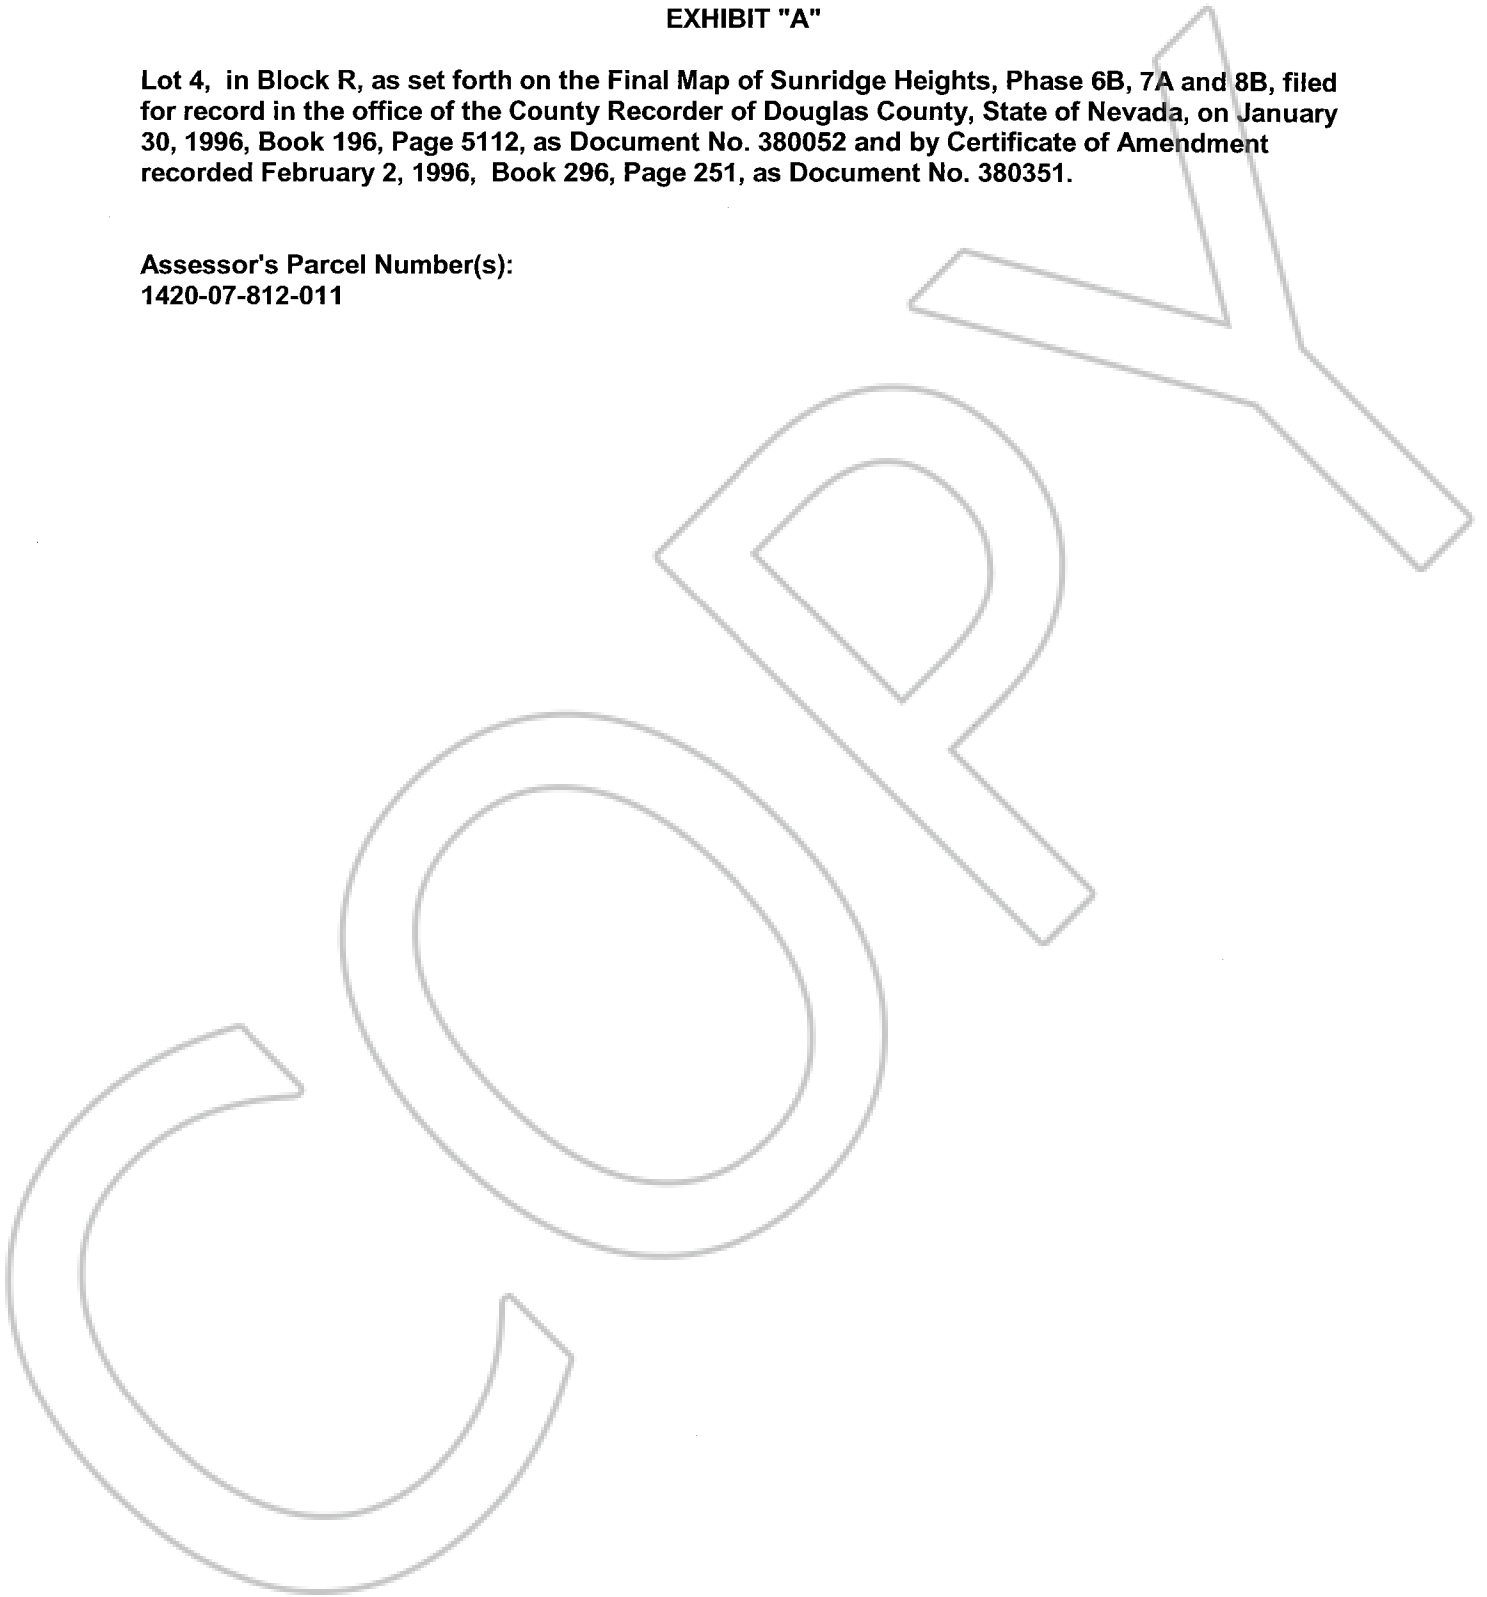 EXHIBIT "A"
Lot 4, in Block R, as set forth on the Final Map of Sunridge Heights, Phase 6B, 7A and 8B, filed
for record in the office of the County Recorder of Douglas County, State of Nevada, on January
30, 1996, Book 196, Page 5112, as Document No. 380052 and by Certificate of Amendment
recorded February 2, 1996, Book 296, Page 251, as Document No. 380351.
Assessor's Parcel Number(s):
1420-07-812-011
COPY